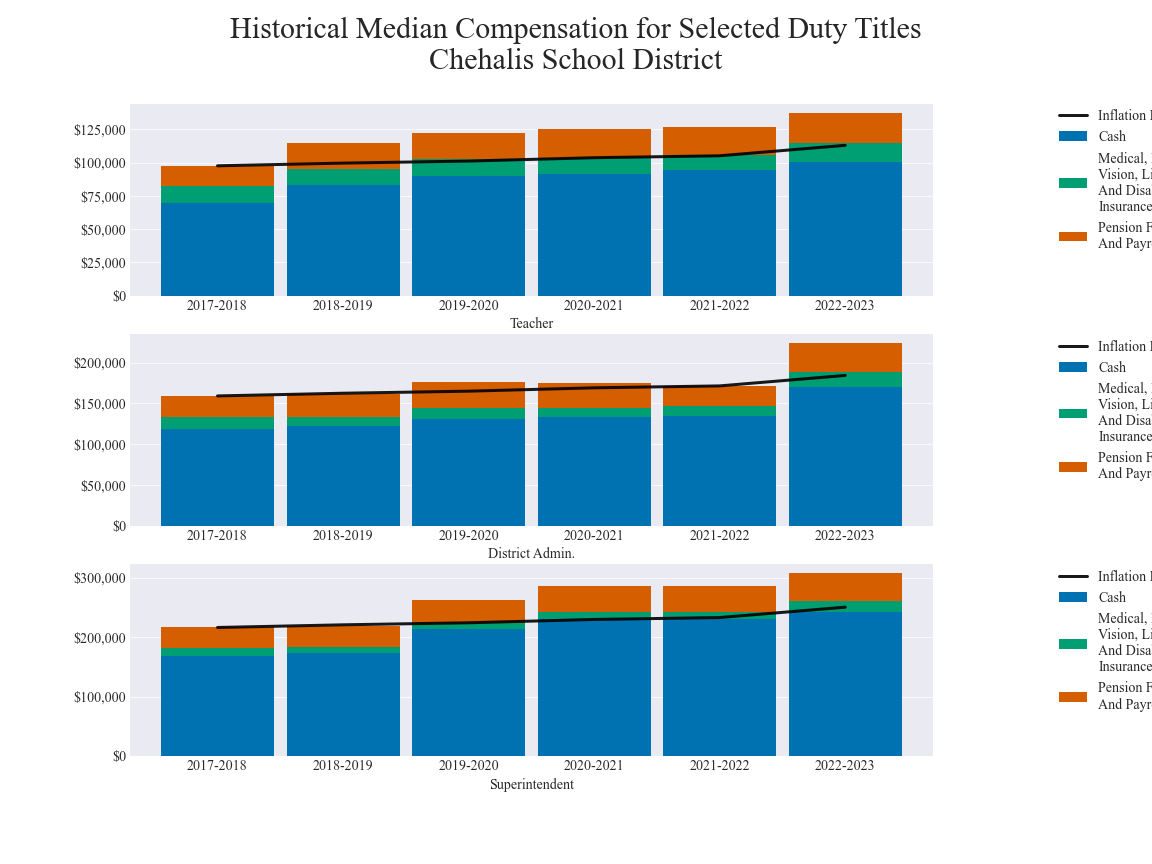 Historical Median Compensation for Selected Duty Titles
Chehalis School District
$125,000
$100,000
$75,000
$50,000
$25,000
$0
2017-2018 2018-2019 2019-2020 2020-2021 2021-2022 2022-2023
Teacher
Inflation
Cash
Medical,
Vision,
And
Insurance
Pension
And
$200,000
$150,000
$100,000
$50,000
$0
2017-2018 2018-2019 2019-2020 2020-2021 2021-2022 2022-2023
District Admin.
Inflation
Cash
Medical,
Vision,
And
Insurance
Pension
And
$300,000
$200,000
$100,000
$0
2017-2018 2018-2019 2019-2020 2020-2021 2021-2022 2022-2023
Superintendent
Inflation
Cash
Medical,
Vision,
And
Insurance
Pension
And